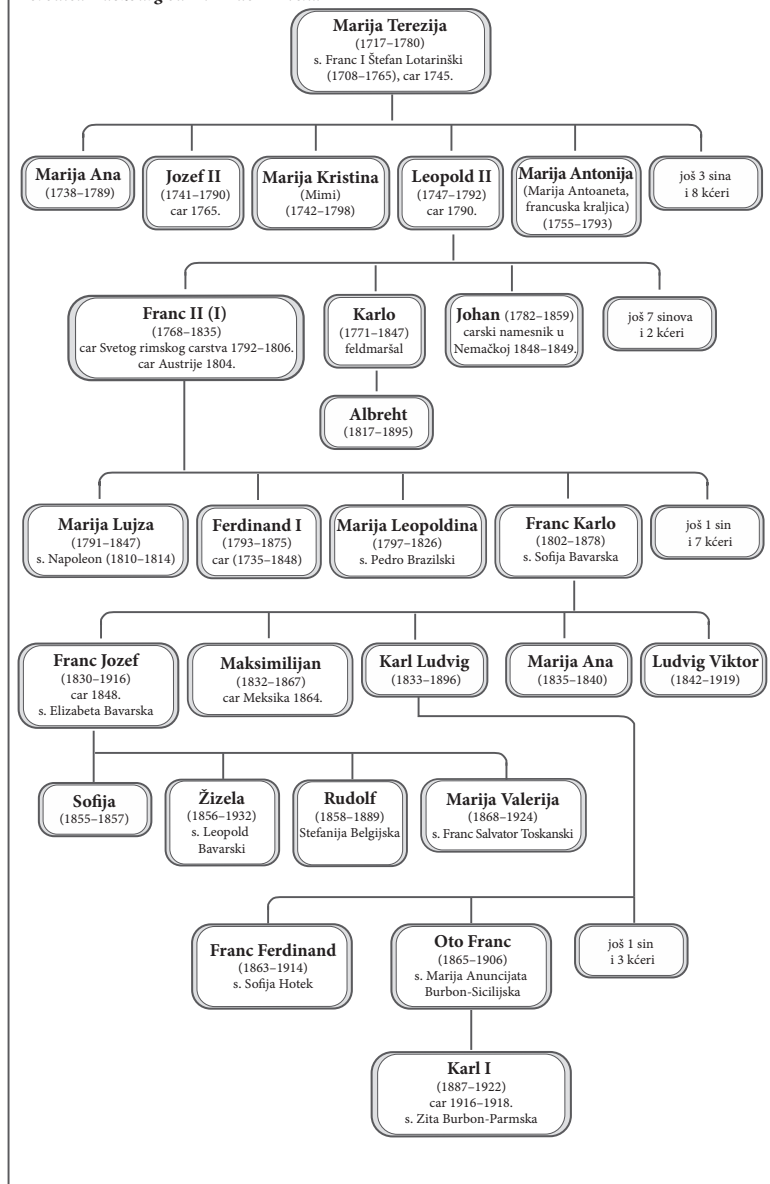 Marija Terezija
(1717–1780)
s. Franc I Štefan Lotarinški
(1708–1765), car 1745.
Marija Ana
(1738–1789)
Jozef II
(1741–1790)
car 1765.
Marija Kristina
(Mimi)
(1742–1798)
Leopold II
(1747–1792)
car 1790.
Marija Antonija
(Marija Antoaneta,
francuska kraljica)
(1755–1793)
još 3 sina
i 8 kćeri
Franc II (I)
(1768–1835)
car Svetog rimskog carstva 1792–1806.
car Austrije 1804.
Karlo
(1771–1847)
feldmaršal
Johan (1782–1859)
carski namesnik u
Nemačkoj 1848–1849.
još 7 sinova
i 2 kćeri
Albreht
(1817–1895)
Marija Lujza
(1791–1847)
s. Napoleon (1810–1814)
Ferdinand I
(1793–1875)
car (1735–1848)
Marija Leopoldina
(1797–1826)
s. Pedro Brazilski
Franc Karlo
(1802–1878)
s. Sofija Bavarska
još 1 sin
i 7 kćeri
Franc Jozef
(1830–1916)
car 1848.
s. Elizabeta Bavarska
Maksimilijan
(1832–1867)
car Meksika 1864.
Karl Ludvig
(1833–1896)
Marija Ana
(1835–1840)
Ludvig Viktor
(1842–1919)
Sofija
(1855–1857)
Žizela
(1856–1932)
s. Leopold
Bavarski
Rudolf
(1858–1889)
Stefanija Belgijska
Marija Valerija
(1868–1924)
s. Franc Salvator Toskanski
Franc Ferdinand
(1863–1914)
s. Sofija Hotek
Oto Franc
(1865–1906)
s. Marija Anuncijata
Burbon-Sicilijska
još 1 sin
i 3 kćeri
Karl I
(1887–1922)
car 1916–1918.
s. Zita Burbon-Parmska